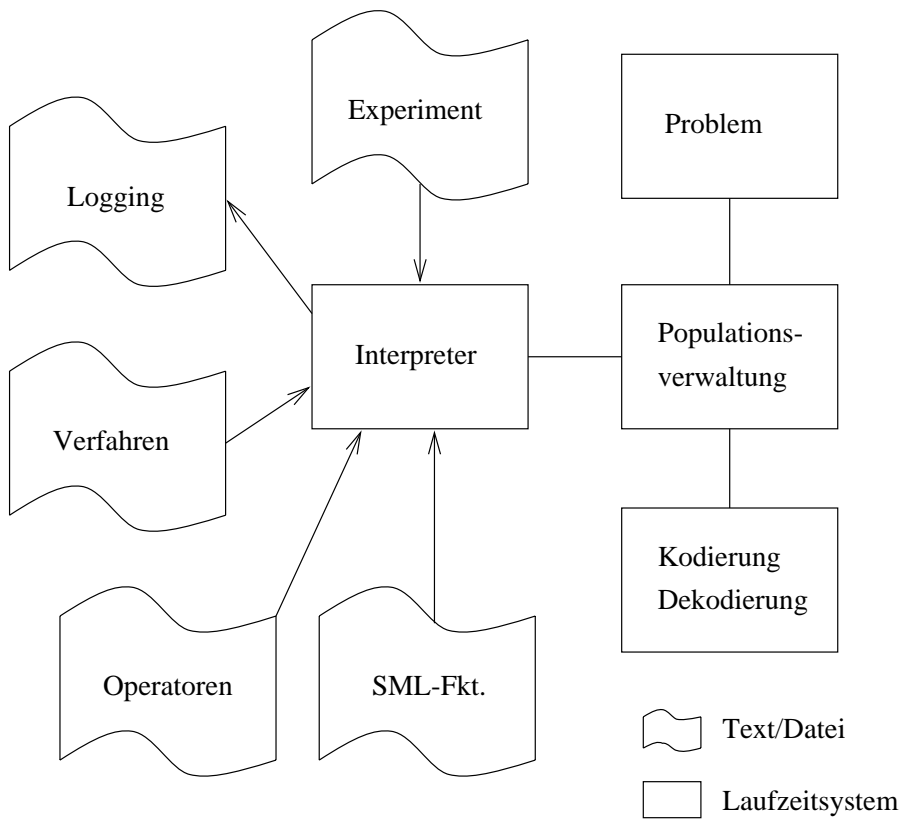 Experiment
Problem
Logging
Interpreter
Populations-
verwaltung
Verfahren
Kodierung
Dekodierung
Operatoren
SML-Fkt.
Text/Datei
Laufzeitsystem